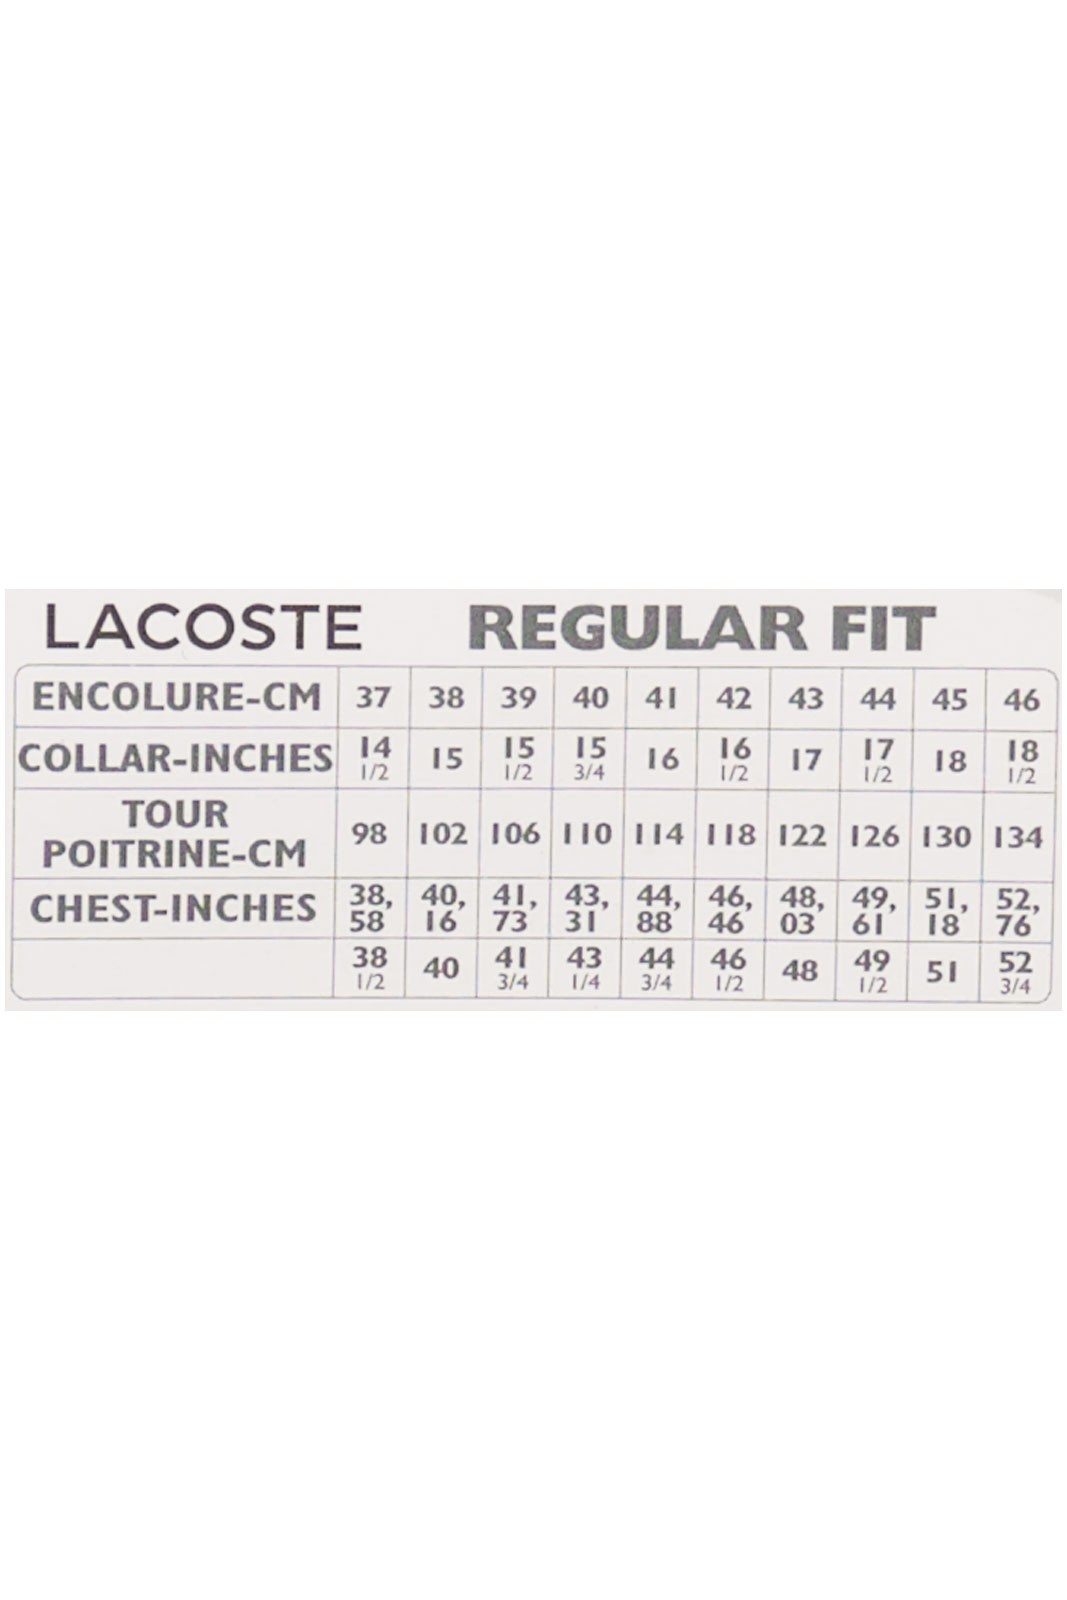 LACOSTE REGULAR FIT
ENCOLURE-CM 37 38 39 40 41 42 43 44 45 46
COLLAR-INCHES 14 1/2 15 15 1/2 15 3/4 16 16 1/2 17 17 1/2 18 18 1/2
TOUR
POITRINE-CM 98 102 106 110 114 118 122 126 130 134
CHEST-INCHES 38,58 40,16 41,73 43,31 44,88 46,46 48,03 49,61 51,18 52,76
38 1/2 40 41 3/4 43 1/4 44 3/4 46 1/2 48 49 1/2 51 52 3/4